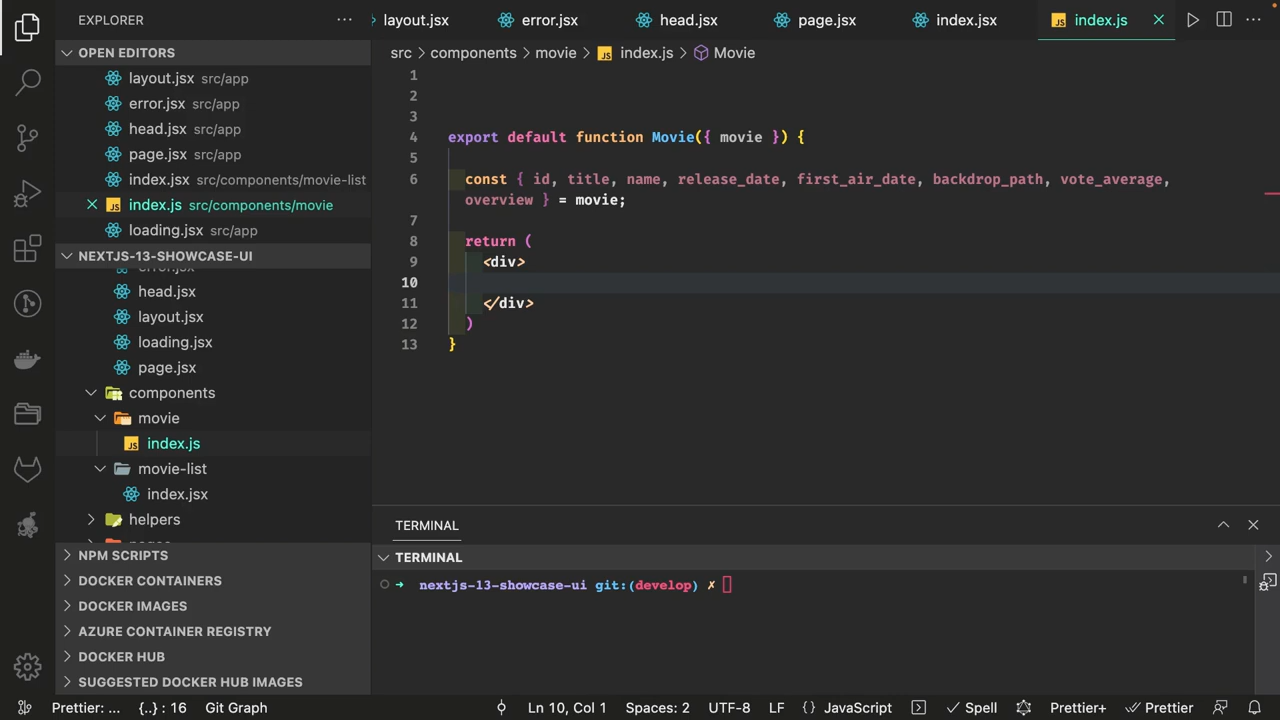 EXPLORER
OPEN EDITORS
layout.jsx src/app
error.jsx src/app
head.jsx src/app
page.jsx src/app
index.jsx src/components/movie-list
index.js src/components/movie
loading.jsx src/app
NEXTJS-13-SHOWCASE-UI
error.jsx
head.jsx
layout.jsx
loading.jsx
page.jsx
components
movie
index.js
movie-list
index.jsx
helpers
pages
NPM SCRIPTS
DOCKER CONTAINERS
DOCKER IMAGES
AZURE CONTAINER REGISTRY
DOCKER HUB
SUGGESTED DOCKER HUB IMAGES
layout.jsx error.jsx head.jsx page.jsx index.jsx JS index.js
src > components > movie > JS index.js > Movie
1
2
3
4 export default function Movie({ movie }) {
5
6 const { id, title, name, release_date, first_air_date, backdrop_path, vote_average,
overview } = movie;
7
8 return (
9 <div>
10
11 </div>
12 )
13 }
TERMINAL
TERMINAL
nextjs-13-showcase-ui git:(develop) ✗
Prettier: ... {..} : 16 Git Graph Ln 10, Col 1 Spaces: 2 UTF-8 LF {} JavaScript Spell Prettier+ Prettier